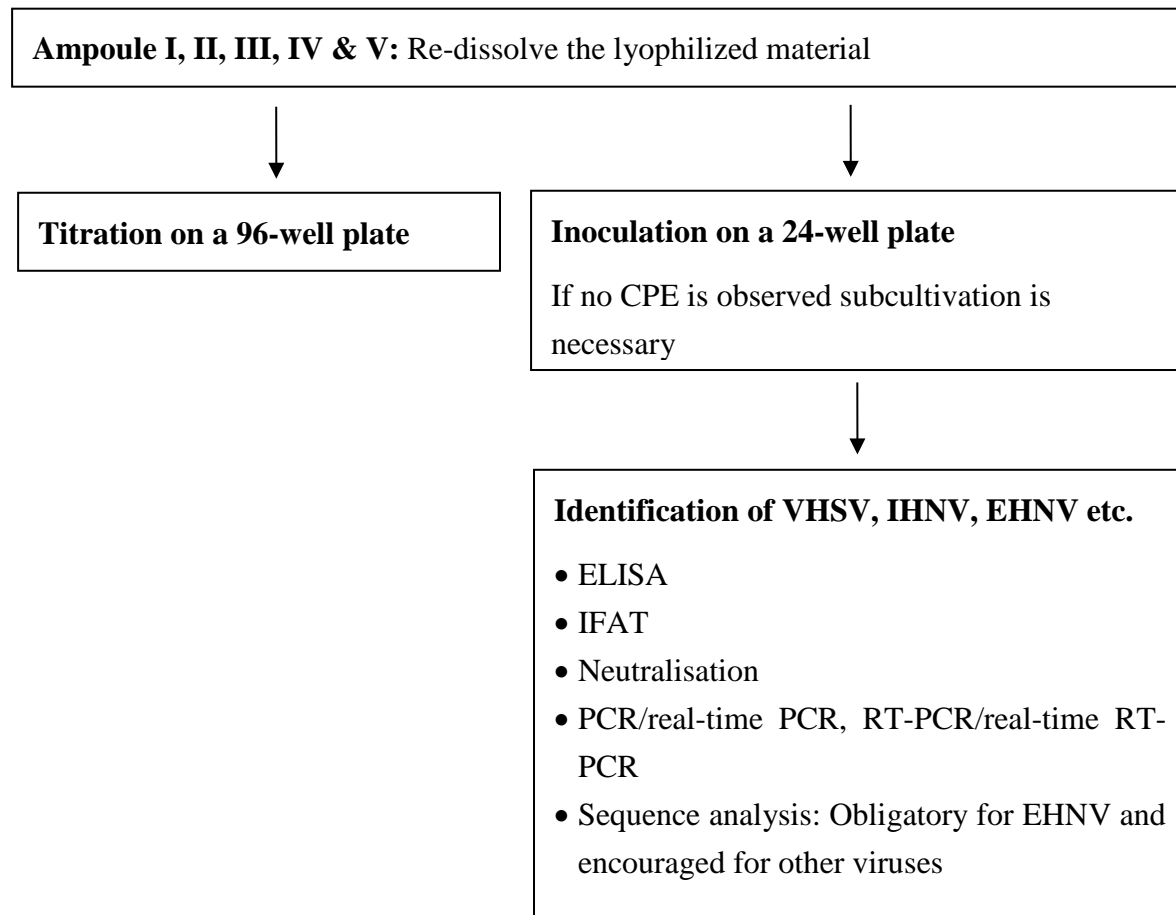 Ampoule I, II, III, IV & V: Re-dissolve the lyophilized material
Titration on a 96-well plate
Inoculation on a 24-well plate
If no CPE is observed subcultivation is
necessary
Identification of VHSV, IHNV, EHNV etc.
• ELISA
• IFAT
• Neutralisation
• PCR/real-time PCR, RT-PCR/real-time RT-
PCR
• Sequence analysis: Obligatory for EHNV and
encouraged for other viruses